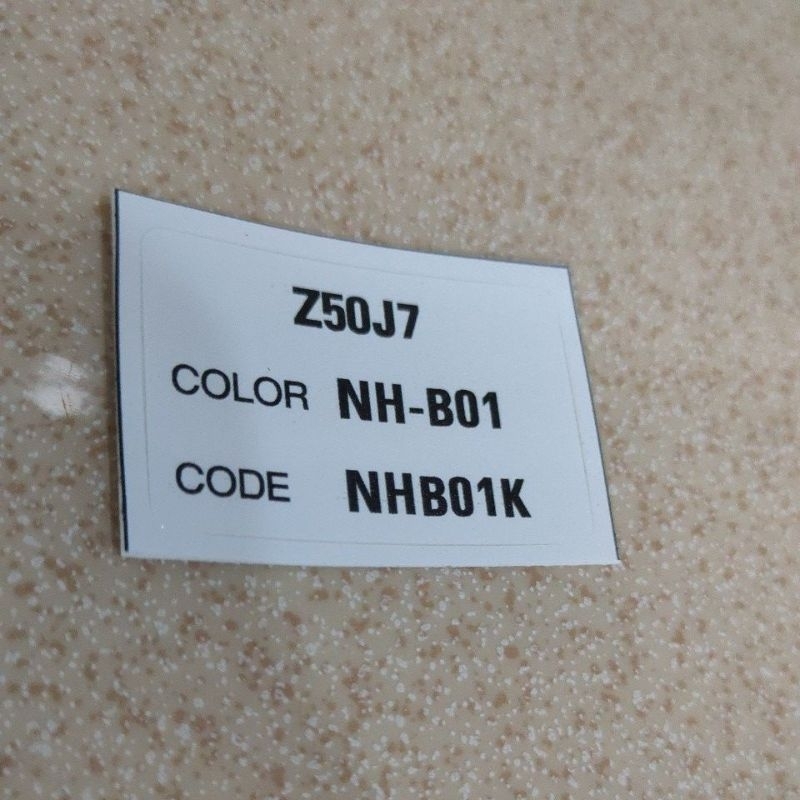 Z50J7
COLOR NH-B01
CODE NHB01K